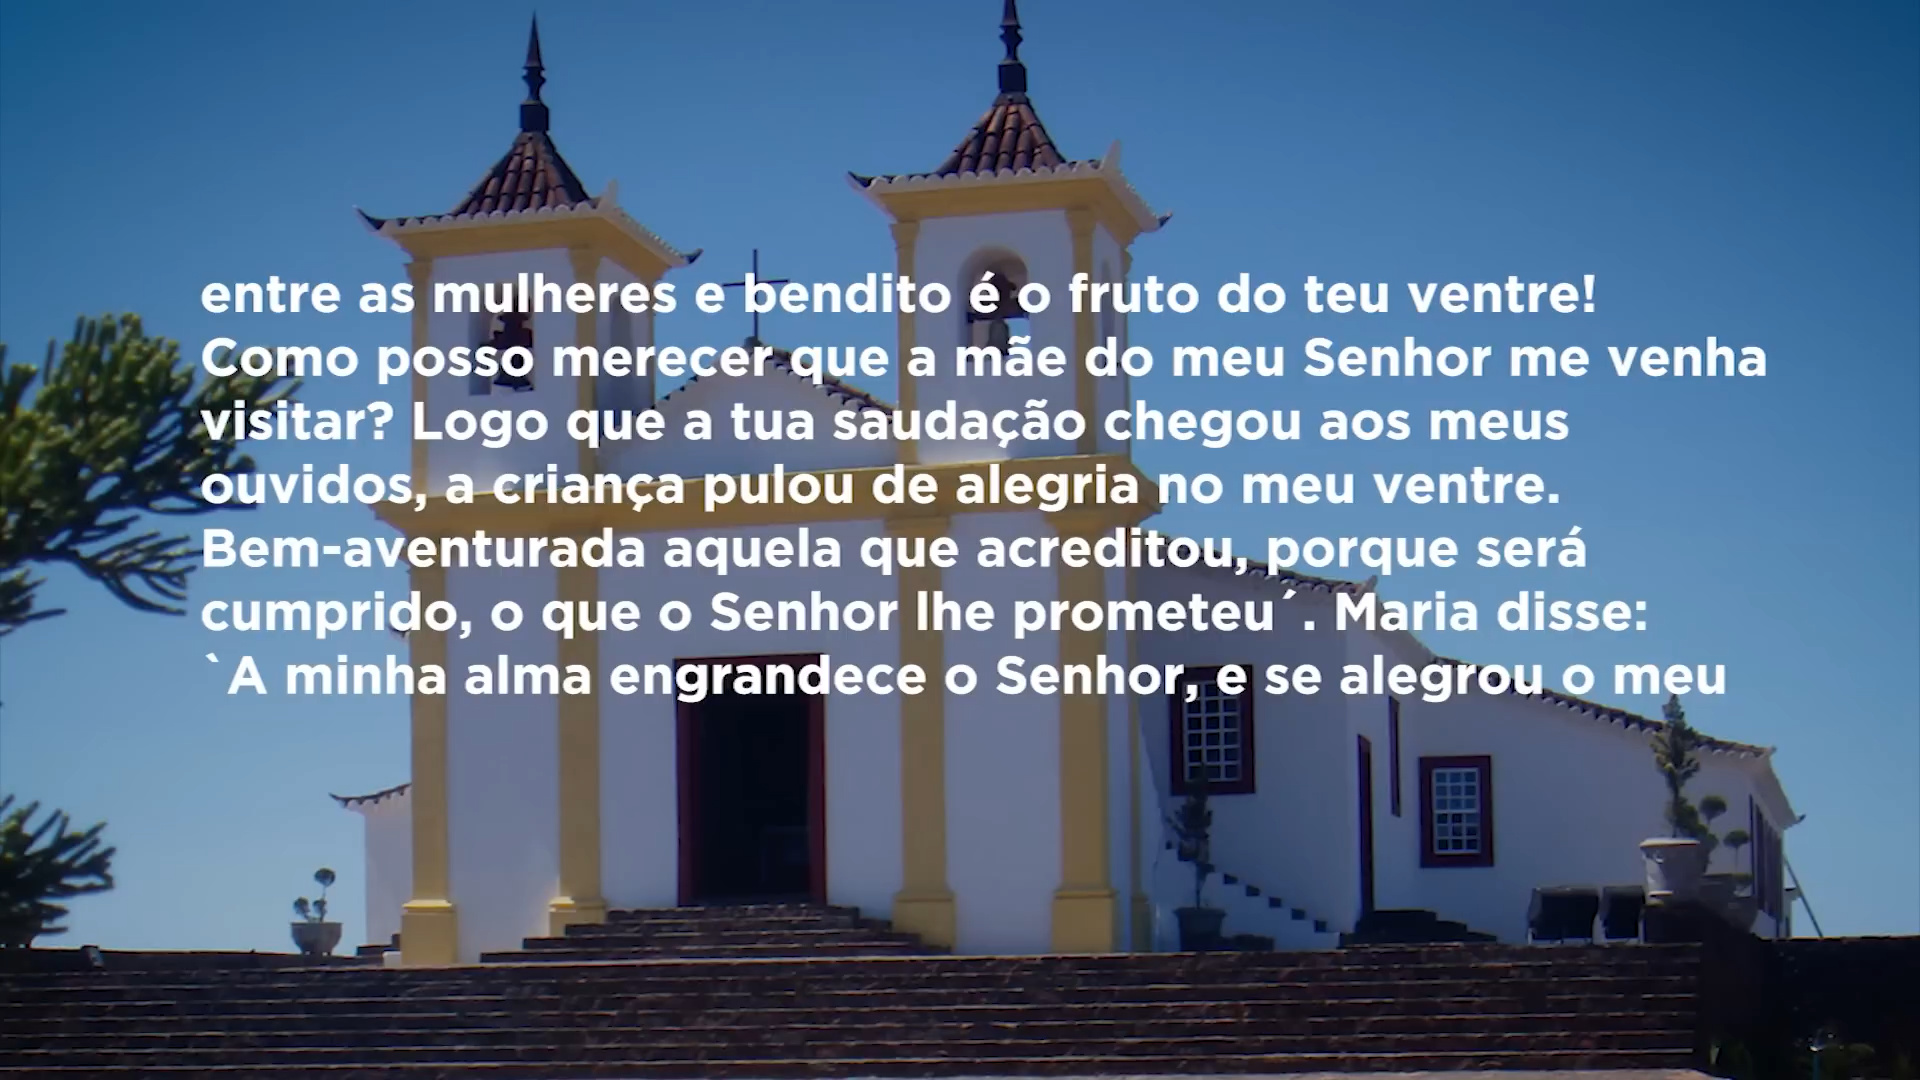 entre as mulheres e bendito é o fruto do teu ventre!
Como posso merecer que a mãe do meu Senhor me venha
visitar? Logo que a tua saudação chegou aos meus
ouvidos, a criança pulou de alegria no meu ventre.
Bem-aventurada aquela que acreditou, porque será
cumprido, o que o Senhor lhe prometeu´. Maria disse:
`A minha alma engrandece o Senhor, e se alegrou o meu